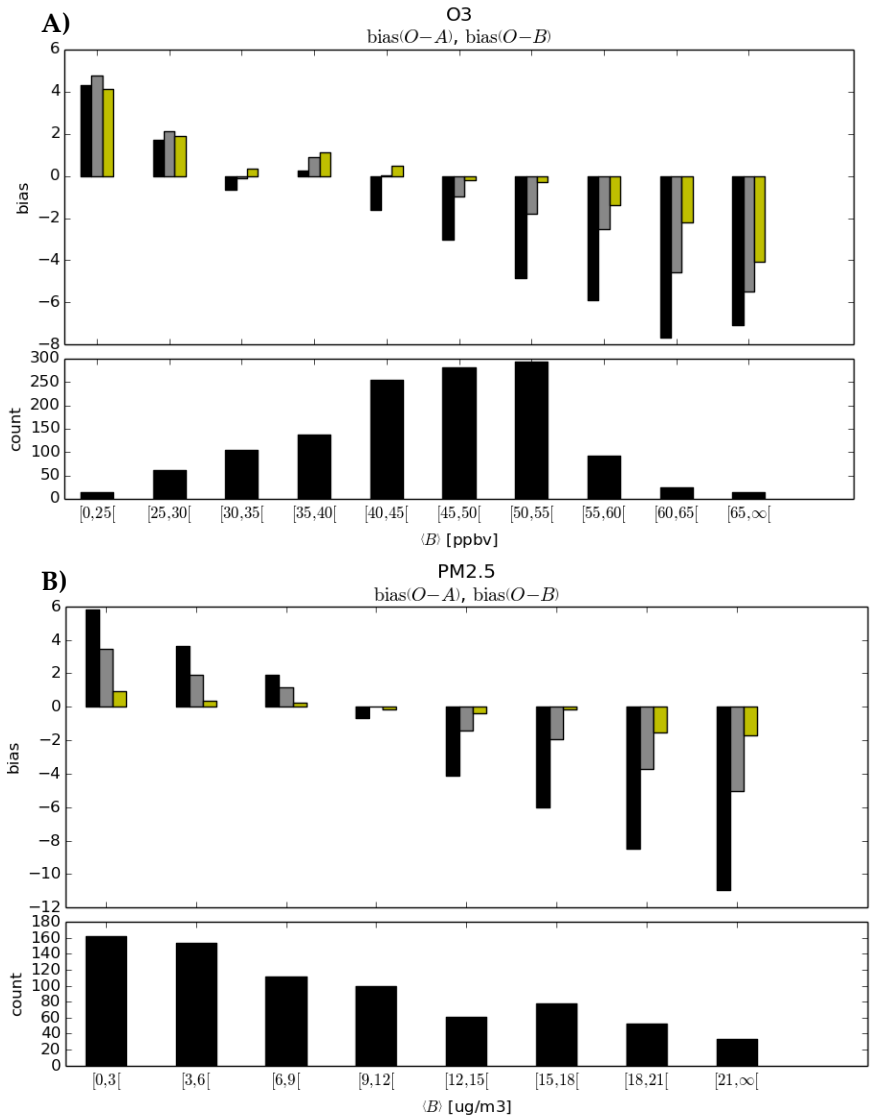 A)
O3
bias(O−A), bias(O−B)
6
4
2
0
−2
−4
−6
−8
bias
300
250
200
150
100
50
0
count
[0,25[ [25,30[ [30,35[ [35,40[ [40,45[ [45,50[ [50,55[ [55,60[ [60,65[ [65,∞[
⟨B⟩ [ppbv]
B)
PM2.5
bias(O−A), bias(O−B)
6
4
2
0
−2
−4
−6
−8
−10
−12
bias
180
160
140
120
100
80
60
40
20
0
count
[0,3[ [3,6[ [6,9[ [9,12[ [12,15[ [15,18[ [18,21[ [21,∞[
⟨B⟩ [ug/m3]